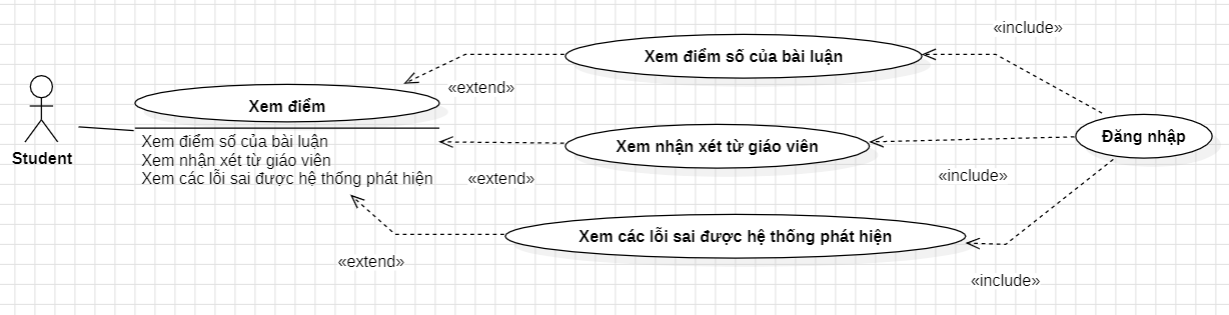 «include»
Xem điểm số của bài luận
«extend»
Xem điểm
Student
Xem điểm số của bài luận
Xem nhận xét từ giáo viên
Xem các lỗi sai được hệ thống phát hiện
Xem nhận xét từ giáo viên
«extend»
Đăng nhập
«include»
Xem các lỗi sai được hệ thống phát hiện
«extend»
«include»